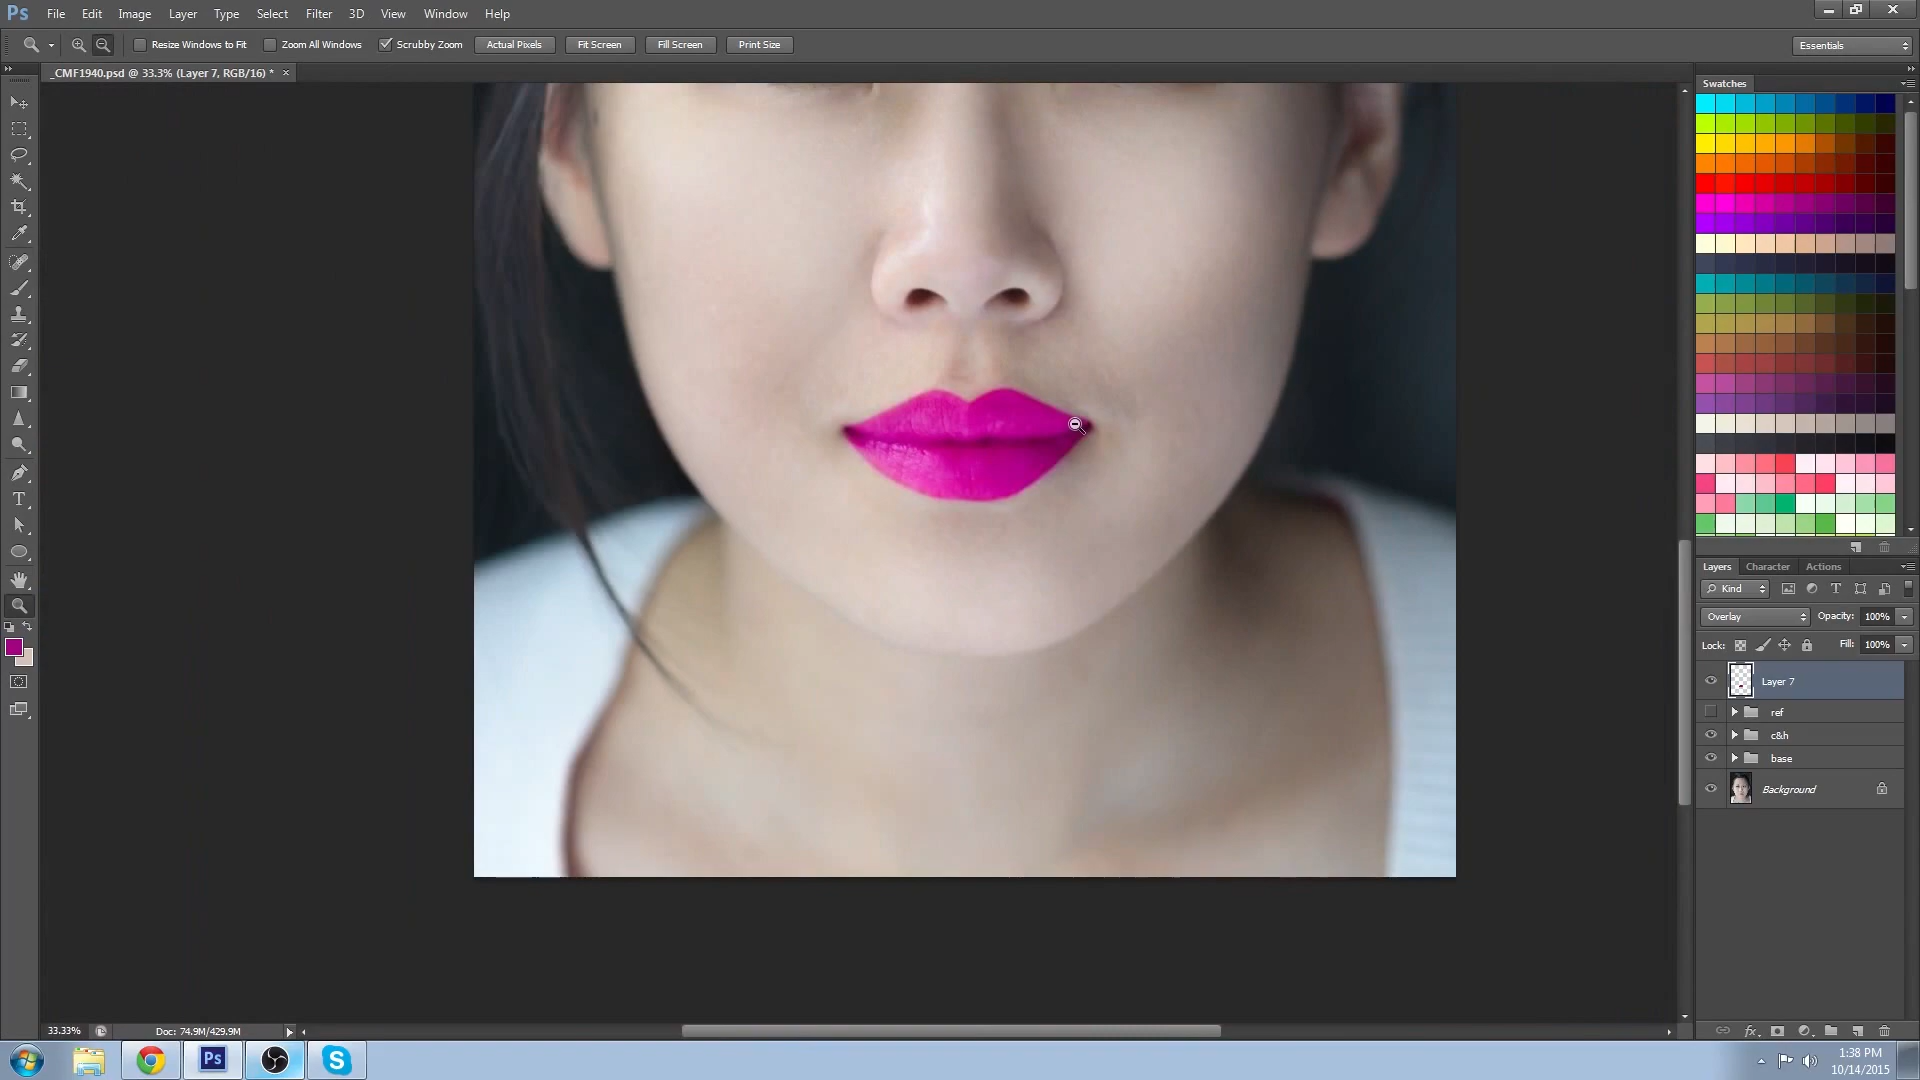 Ps File Edit Image Layer Type Select Filter 3D View Window Help
Resize Windows to Fit Zoom All Windows Scrubby Zoom Actual Pixels Fit Screen Fill Screen Print Size Essentials
_CMF1940.psd @ 33.3% (Layer 7, RGB/16) * ×
Swatches
Layers Character Actions
Kind
Overlay Opacity: 100%
Lock: Fill: 100%
Layer 7
ref
c&h
base
Background
33.33% Doc: 74.9M/429.9M
1:38 PM
10/14/2015